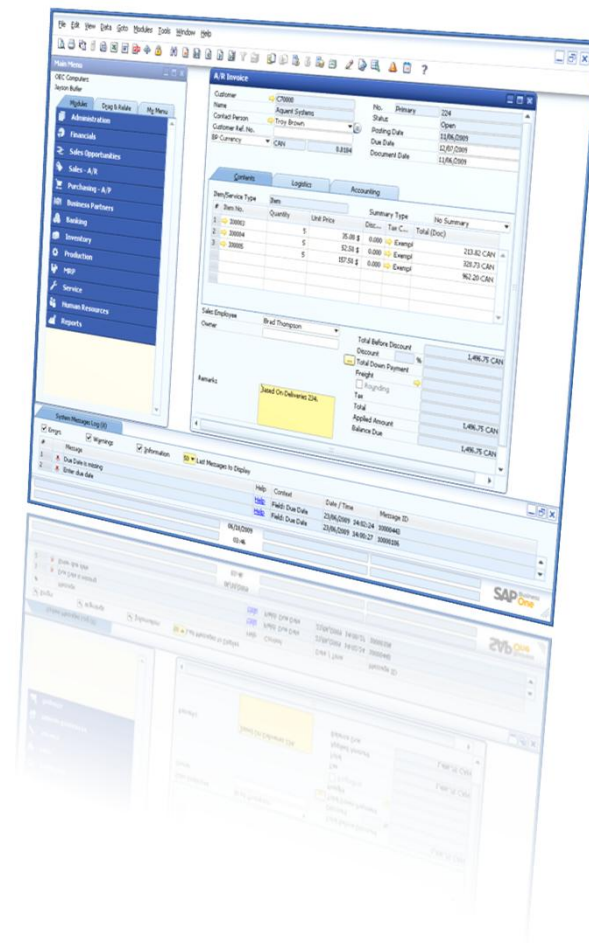 File Edit View Data Goto Modules Tools Window Help
Main Menu
OEC Computers
Jayson Butler
Modules Drag & Relate My Menu
Administration
Financials
Sales Opportunities
Sales - A/R
Purchasing - A/P
Business Partners
Banking
Inventory
Production
MRP
Service
Human Resources
Reports
A/R Invoice
Customer C70000
Name Aquent Systems
Contact Person Troy Brown
Customer Ref. No.
BP Currency CAN 0.8184
No. Primary 224
Status Open
Posting Date 11/06/2009
Due Date 12/07/2009
Document Date 11/06/2009
Contents Logistics Accounting
Item/Service Type Item Summary Type No Summary
# Item No. Quantity Unit Price Disc... Tax C... Total (Doc)
1 I00003 5 35.00 $ 0.000 Exempt 213.82 CAN
2 I00004 5 52.50 $ 0.000 Exempt 320.73 CAN
3 I00005 5 157.50 $ 0.000 Exempt 962.20 CAN
Sales Employee Brad Thompson
Owner
Total Before Discount 1,496.75 CAN
Discount %
Total Down Payment
Freight
Rounding
Tax
Total 1,496.75 CAN
Applied Amount
Balance Due 1,496.75 CAN
Remarks Based On Deliveries 234.
System Message Log (0)
Errors Warnings Information 50 Last Messages to Display
# Message Help Context Date / Time Message ID
1 Due Date is missing Help Field: Due Date 23/06/2009 14:02:24
2 Enter due date Help Field: Due Date 23/06/2009 14:00:27
06/10/2009
03:46
SAP Business One